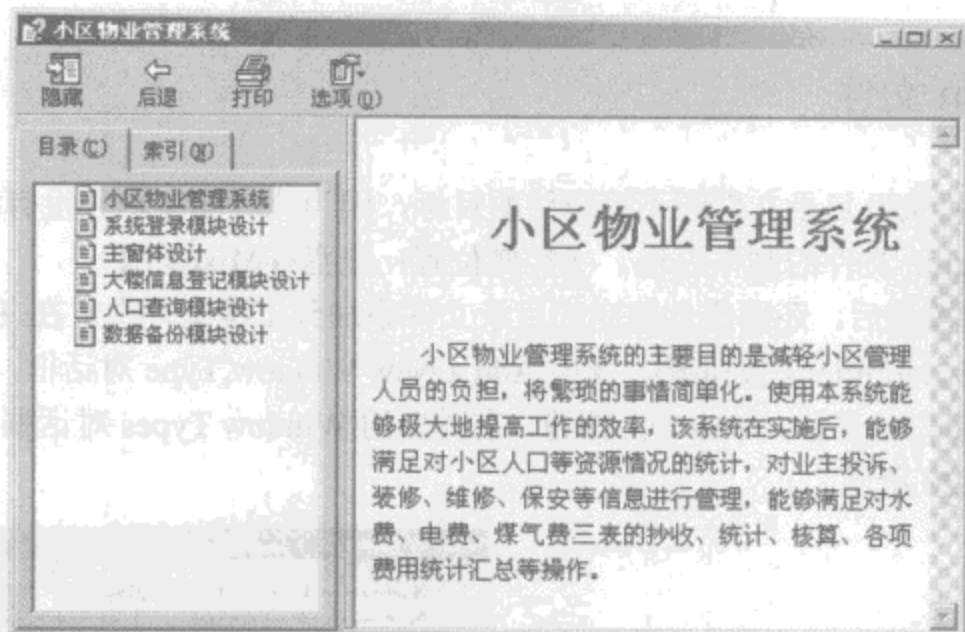 小区物业管理系统
隐藏 后退 打印 选项(O)
目录(C) 索引(N)
小区物业管理系统
系统登录模块设计
主窗体设计
大楼信息登记模块设计
人口查询模块设计
数据备份模块设计
小区物业管理系统
小区物业管理系统的主要目的是减轻小区管理
人员的负担，将繁琐的事情简单化。使用本系统能
够极大地提高工作的效率，该系统在实施后，能够
满足对小区人口等资源情况的统计，对业主投诉、
装修、维修、保安等信息进行管理，能够满足对水
费、电费、煤气费三表的抄收、统计、核算、各项
费用统计汇总等操作。